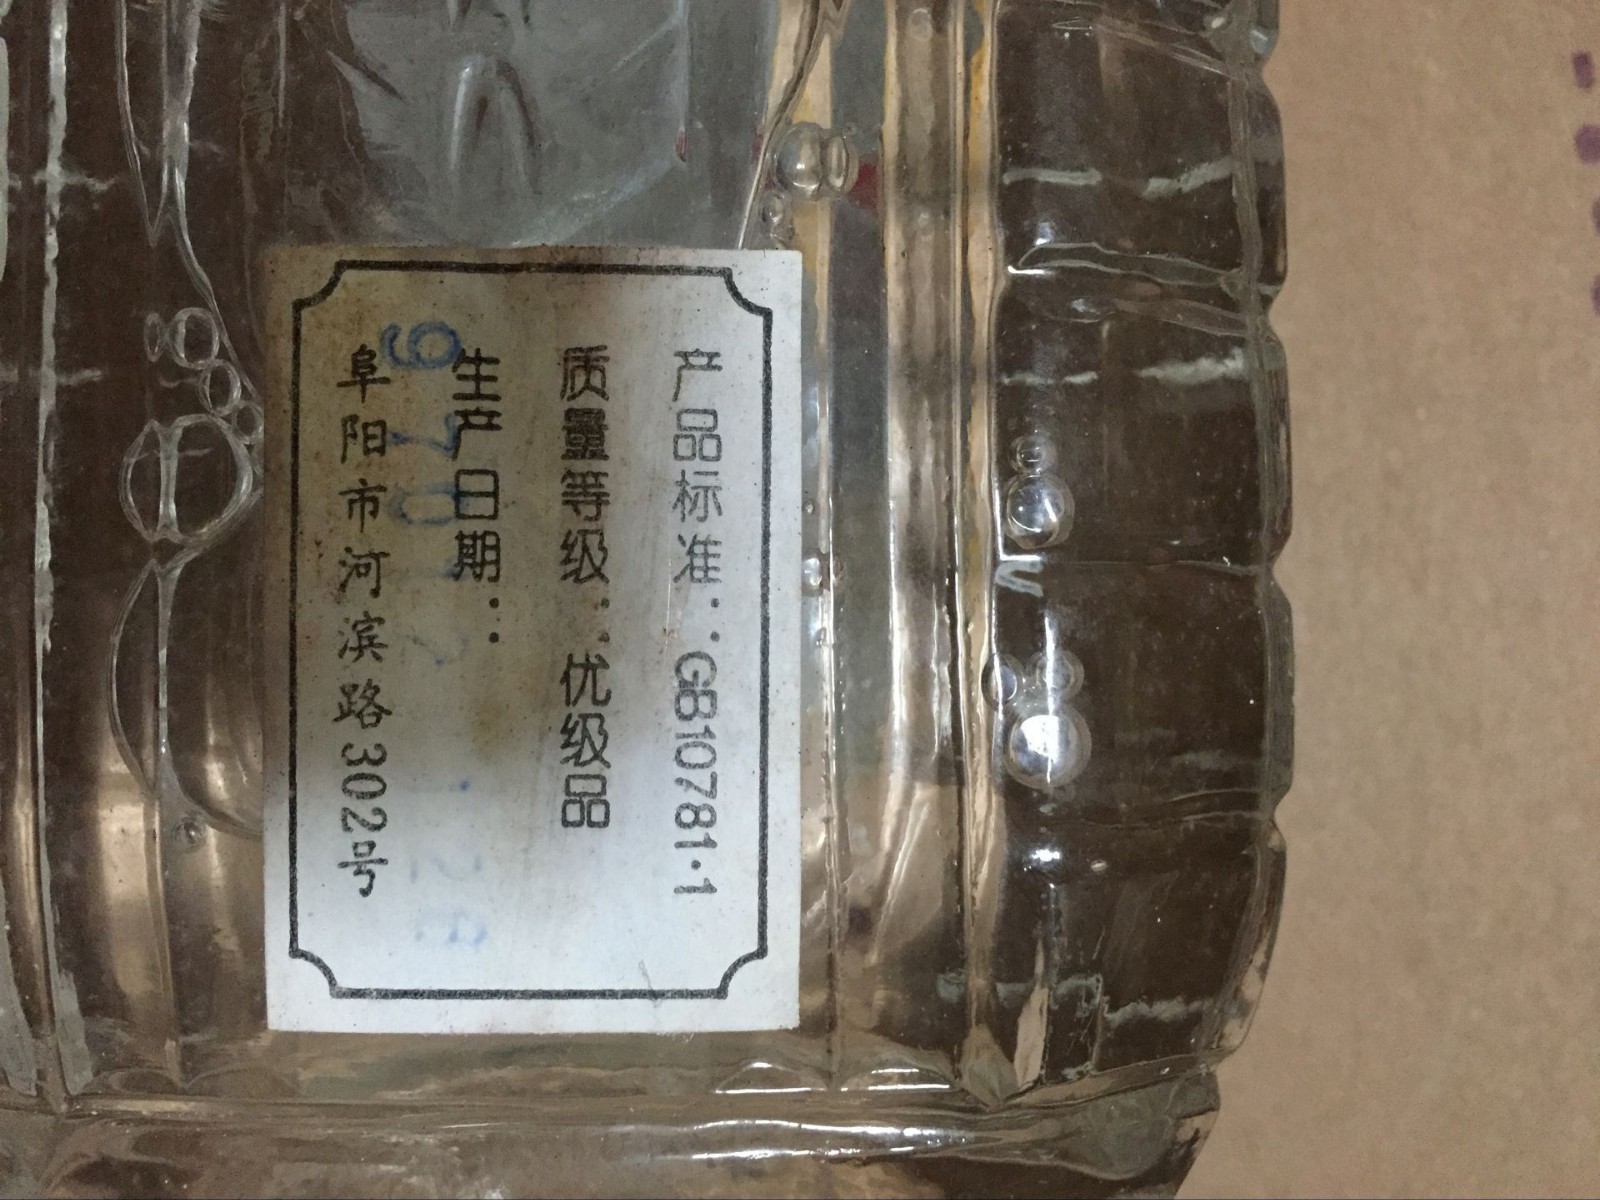 产品标准：GB10781·1
质量等级：优级品
生产日期：
阜阳市河滨路302号